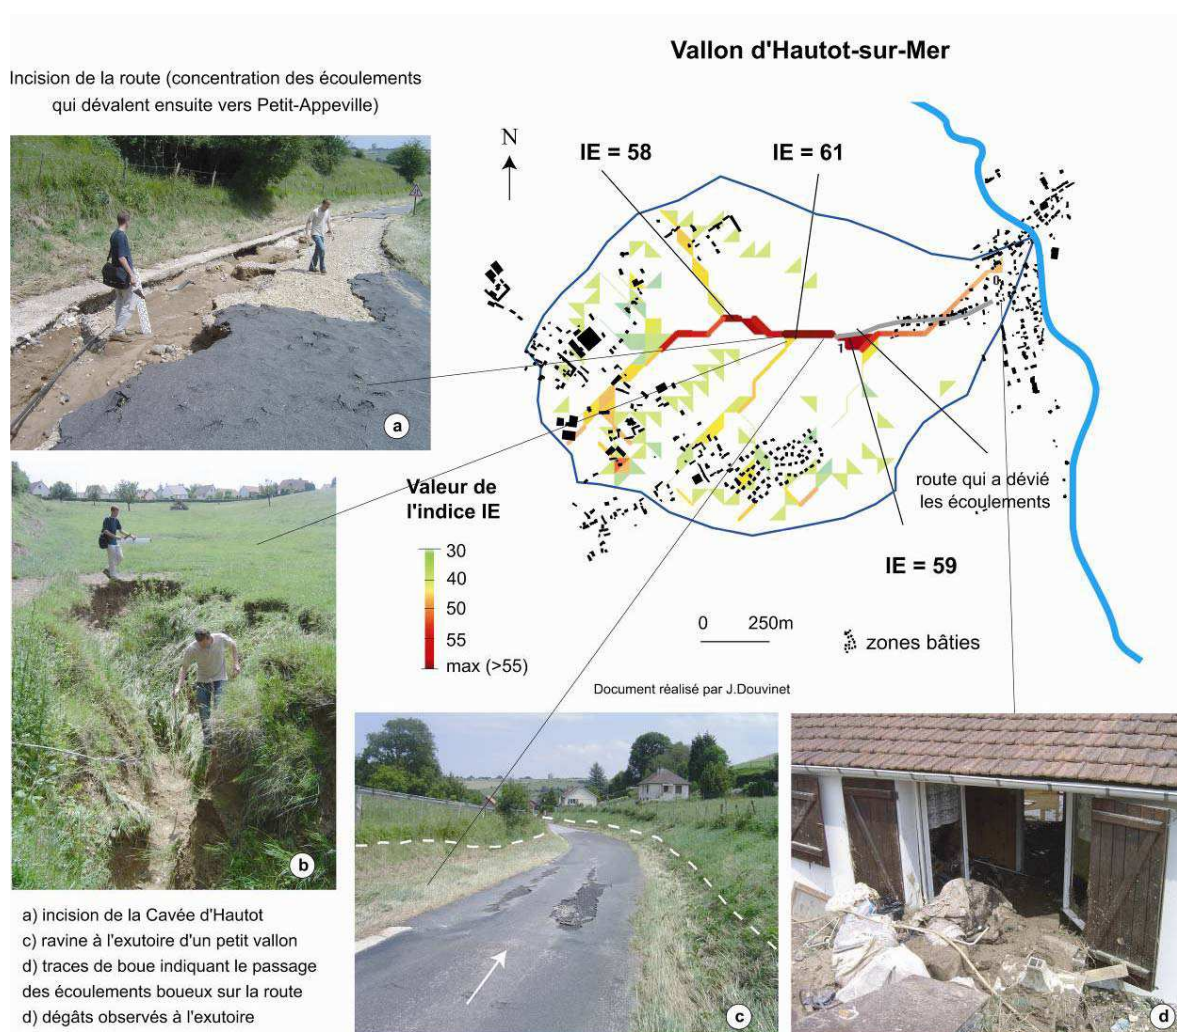 Vallon d'Hautot-sur-Mer
Incision de la route (concentration des écoulements
qui dévalent ensuite vers Petit-Appeville)
N
IE = 58
IE = 61
0
1
a
route qui a dévié
les écoulements
Valeur de
l'indice IE
30
40
50
55
max (>55)
IE = 59
0 250m
zones bâties
Document réalisé par J.Douvinet
b
c
d
a) incision de la Cavée d'Hautot
c) ravine à l'exutoire d'un petit vallon
d) traces de boue indiquant le passage
des écoulements boueux sur la route
d) dégâts observés à l'exutoire